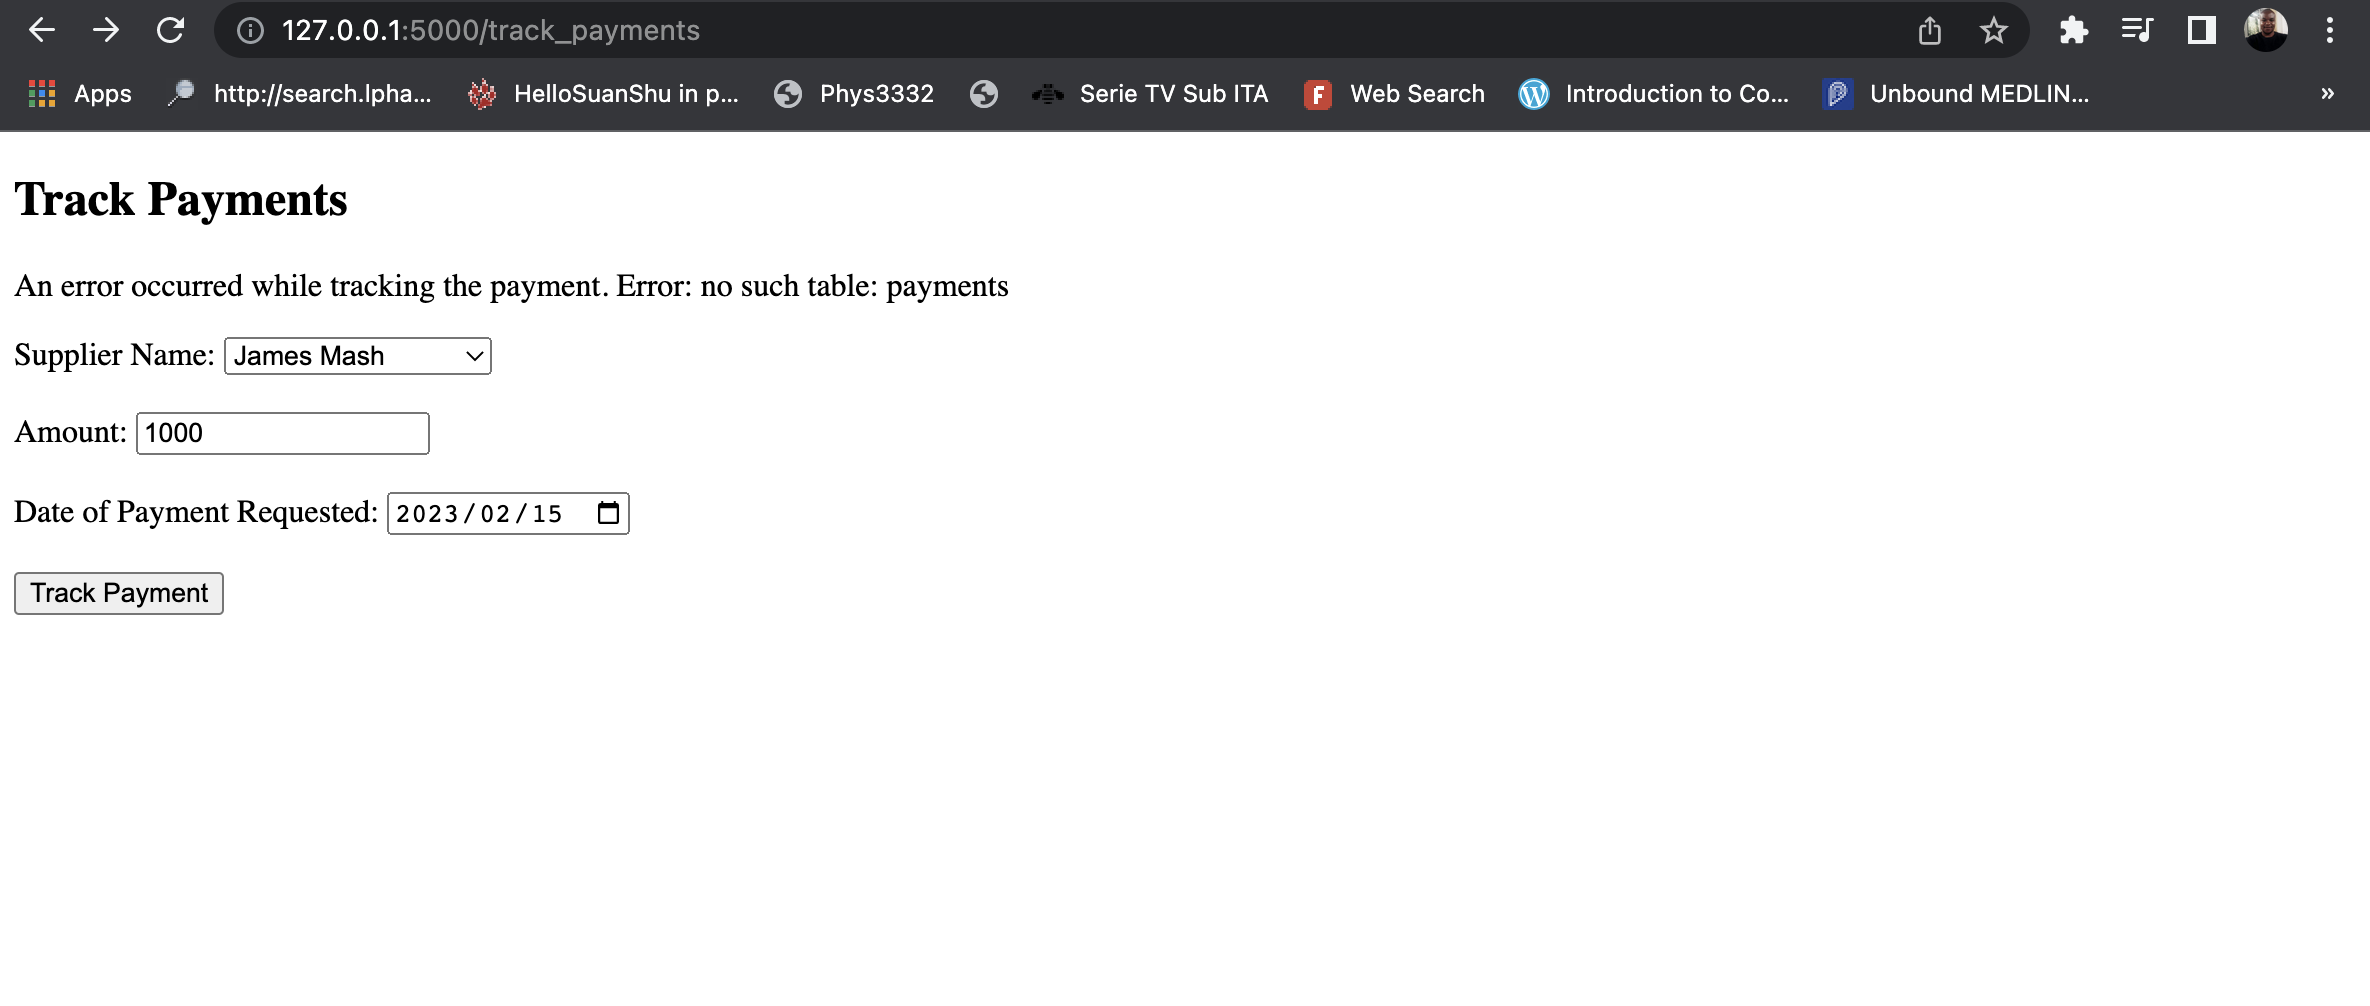 127.0.0.1:5000/track_payments
Apps http://search.lpha... HelloSuanShu in p... Phys3332 Serie TV Sub ITA F Web Search Introduction to Co... Unbound MEDLIN... »
Track Payments
An error occurred while tracking the payment. Error: no such table: payments
Supplier Name: James Mash
Amount: 1000
Date of Payment Requested: 2023/02/15
Track Payment